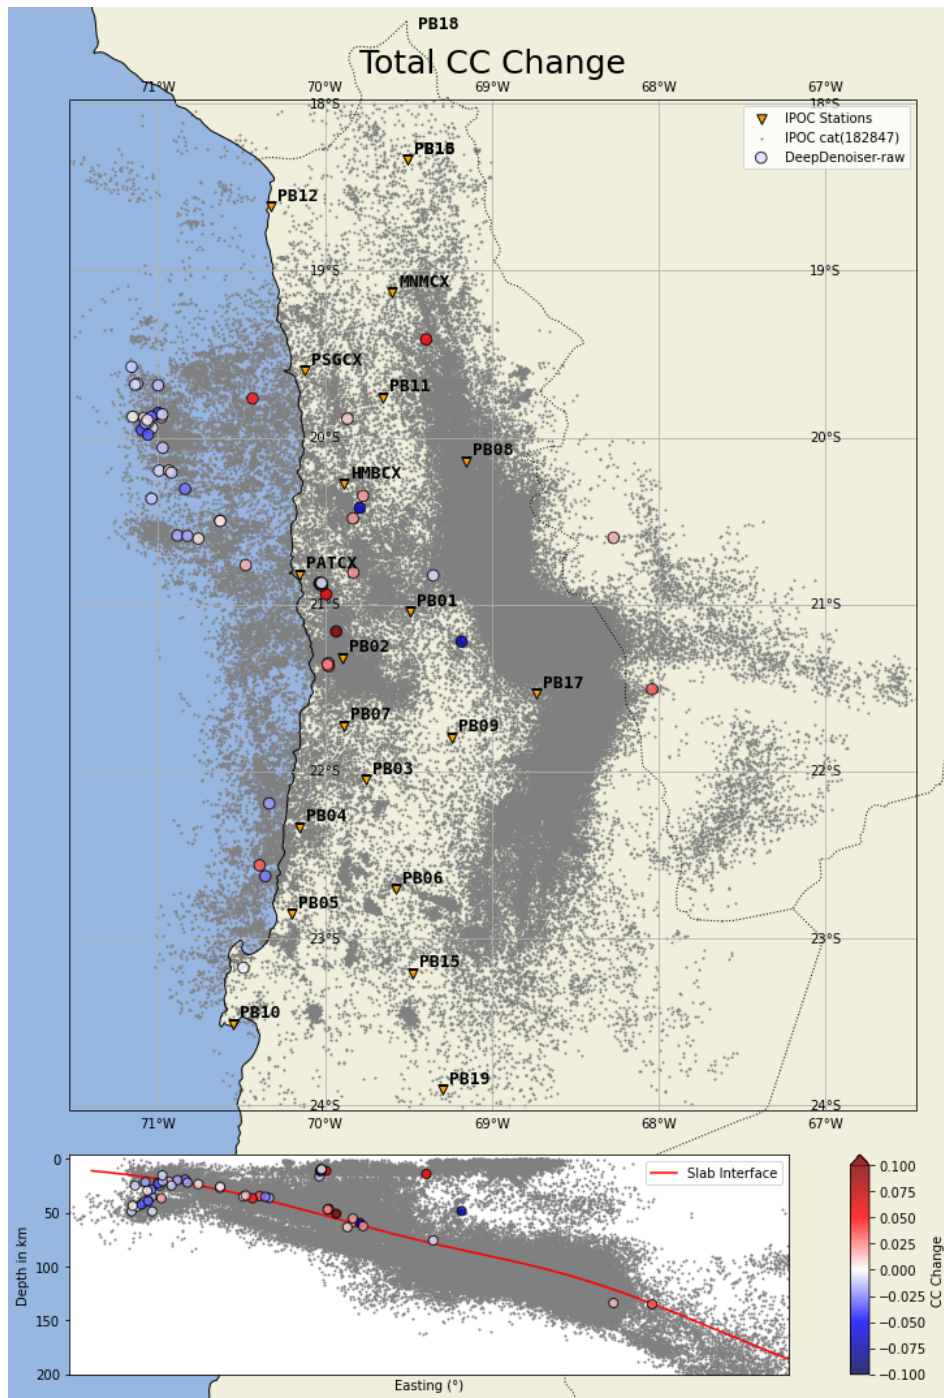 PB18
Total CC Change
71°W
70°W
69°W
68°W
67°W
18°S
18°S
IPOC Stations
IPOC cat(182847)
DeepDenoiser-raw
PB12
19°S
19°S
MNMCX
PSGCX
PB11
20°S
20°S
PB08
HMBCX
PATCX
21°S
21°S
PB01
PB02
PB17
PB07
PB09
22°S
22°S
PB03
PB04
PB06
PB05
23°S
23°S
PB15
PB10
PB19
24°S
24°S
71°W
70°W
69°W
68°W
67°W
0
50
100
150
200
Depth in km
Slab Interface
Easting (°)
0.100
0.075
0.050
0.025
0.000
−0.025
−0.050
−0.075
−0.100
CC Change